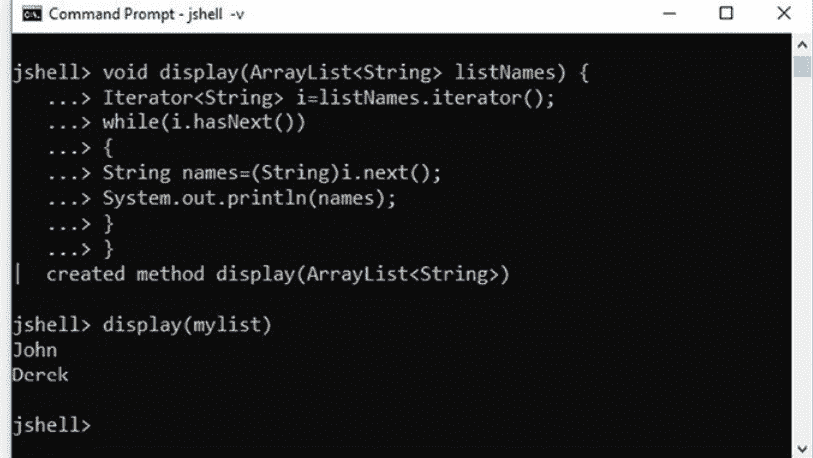 Command Prompt - jshell -v
jshell> void display(ArrayList<String> listNames) {
...> Iterator<String> i=listNames.iterator();
...> while(i.hasNext())
...> {
...> String names=(String)i.next();
...> System.out.println(names);
...> }
...> }
| created method display(ArrayList<String>)
jshell> display(mylist)
John
Derek
jshell>